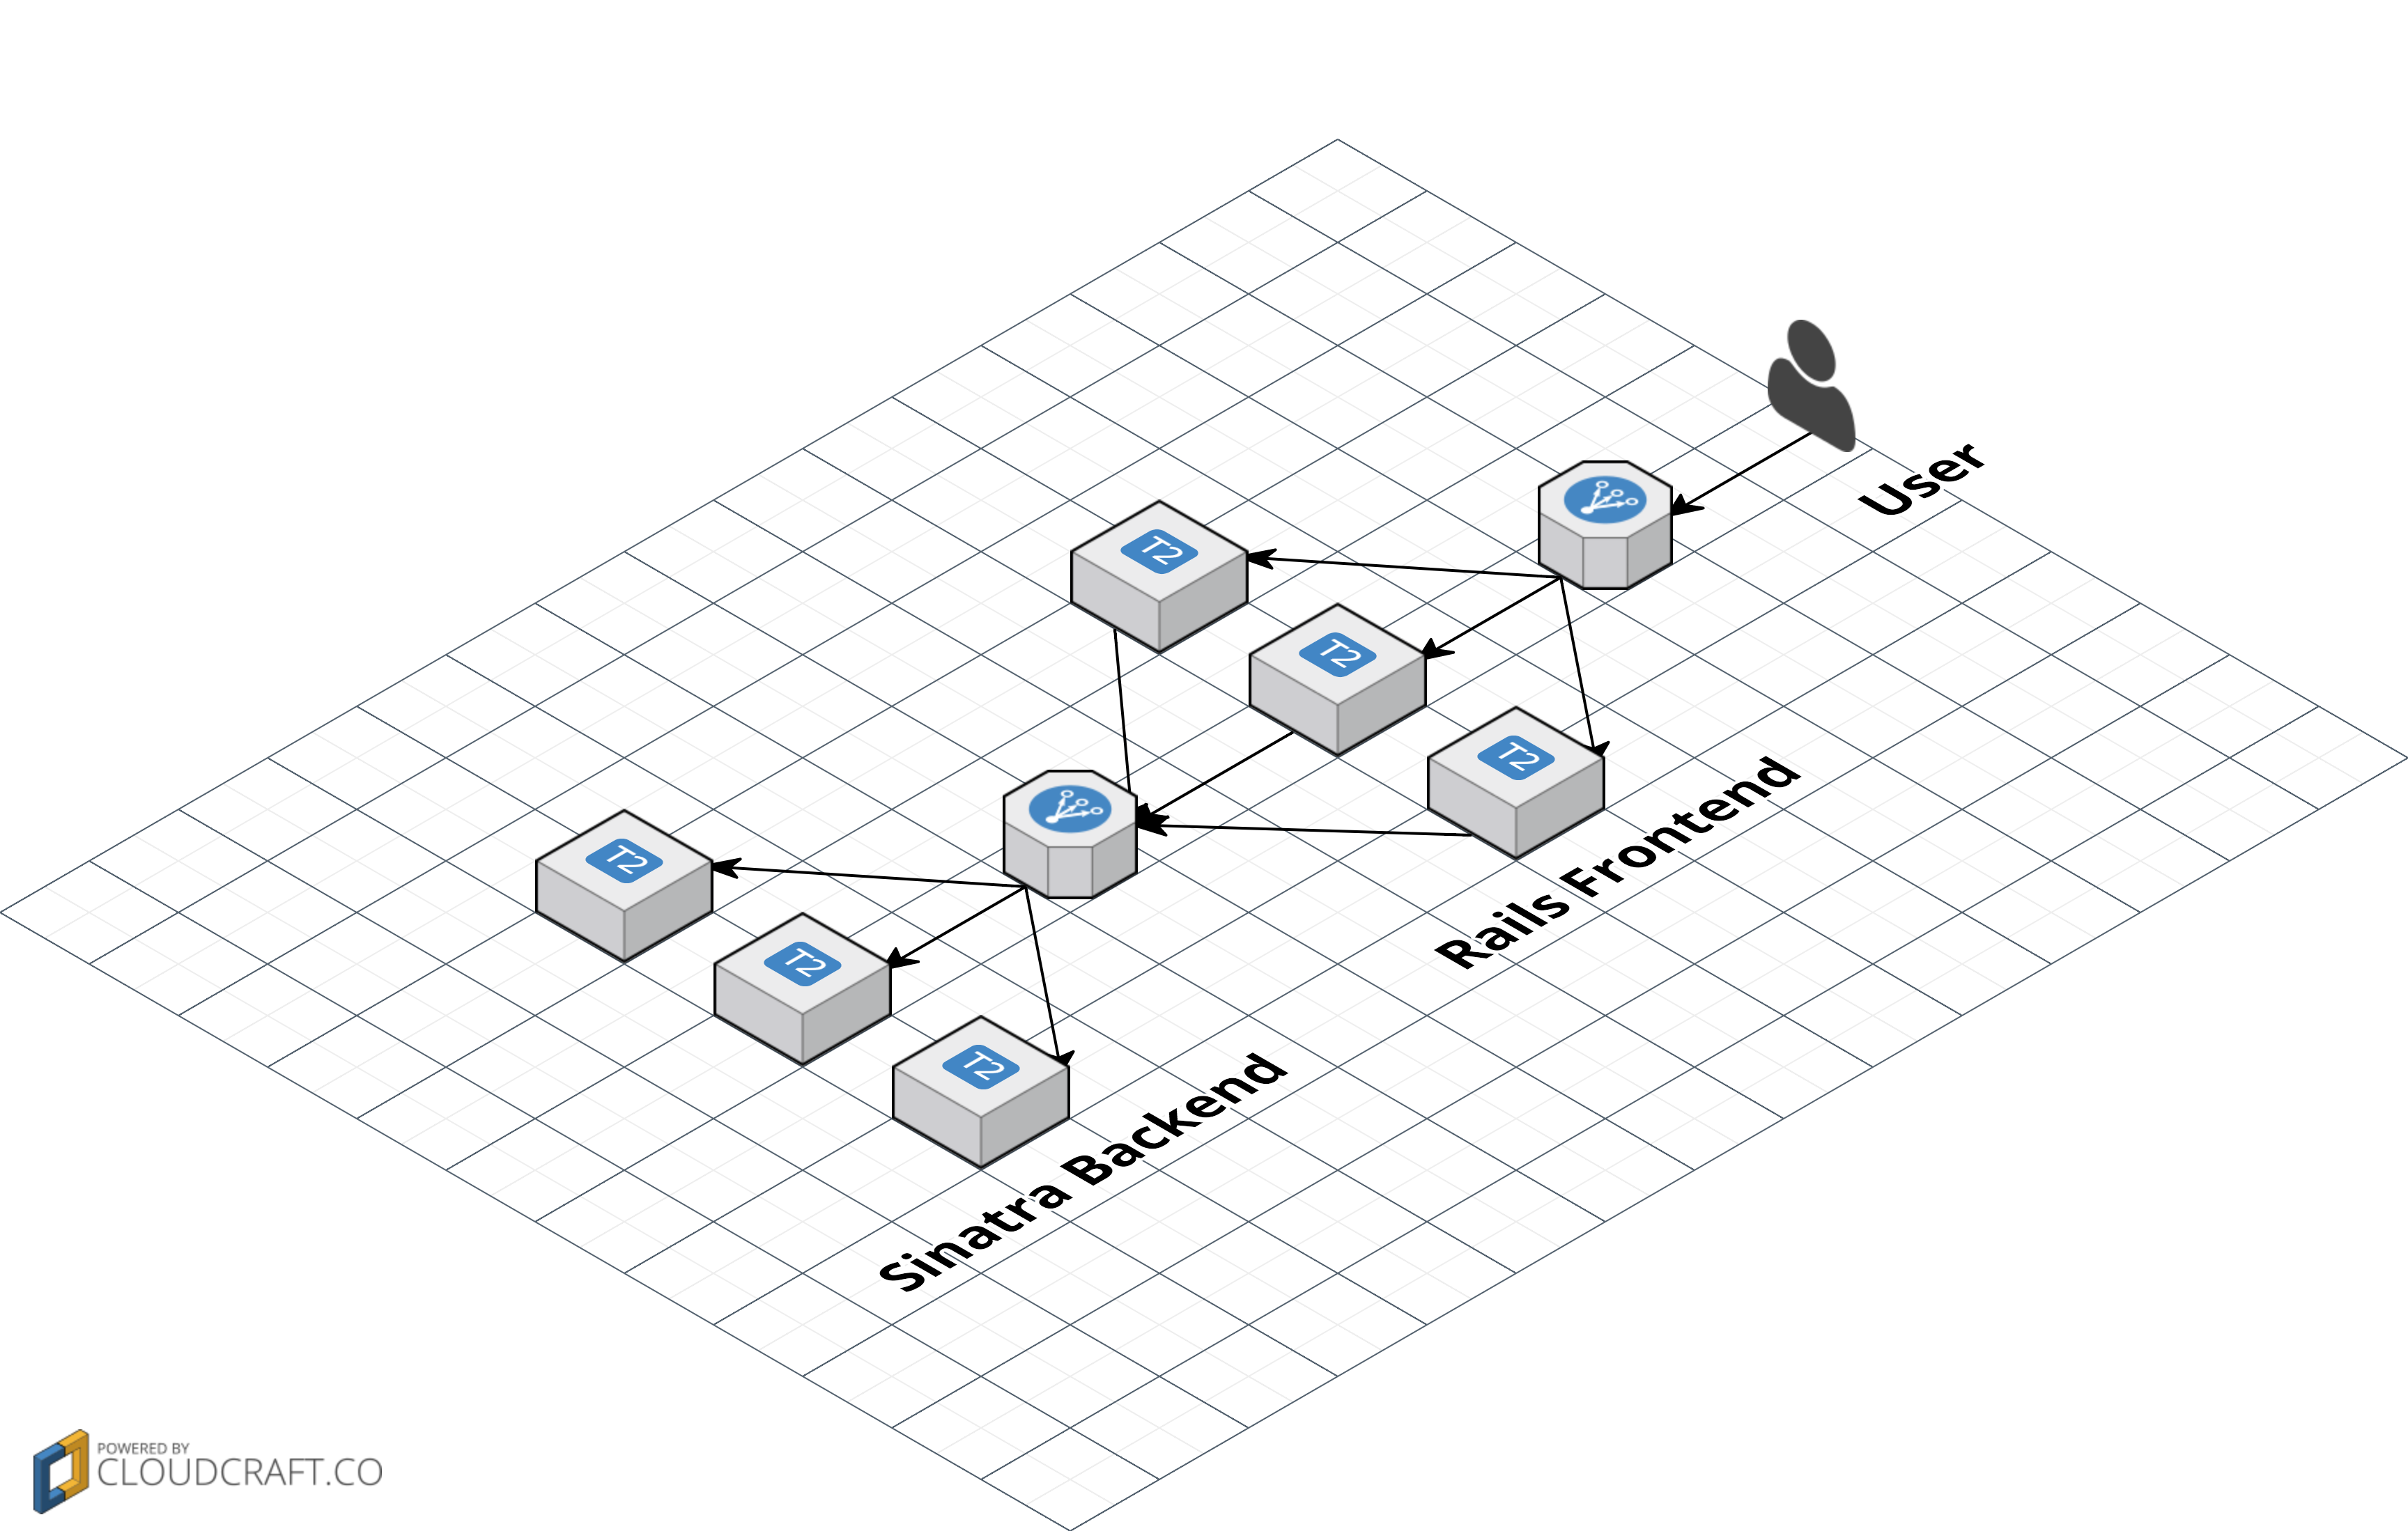 User
T2
T2
T2
Rails Frontend
T2
T2
T2
Sinatra Backend
POWERED BY
CLOUDCRAFT.CO